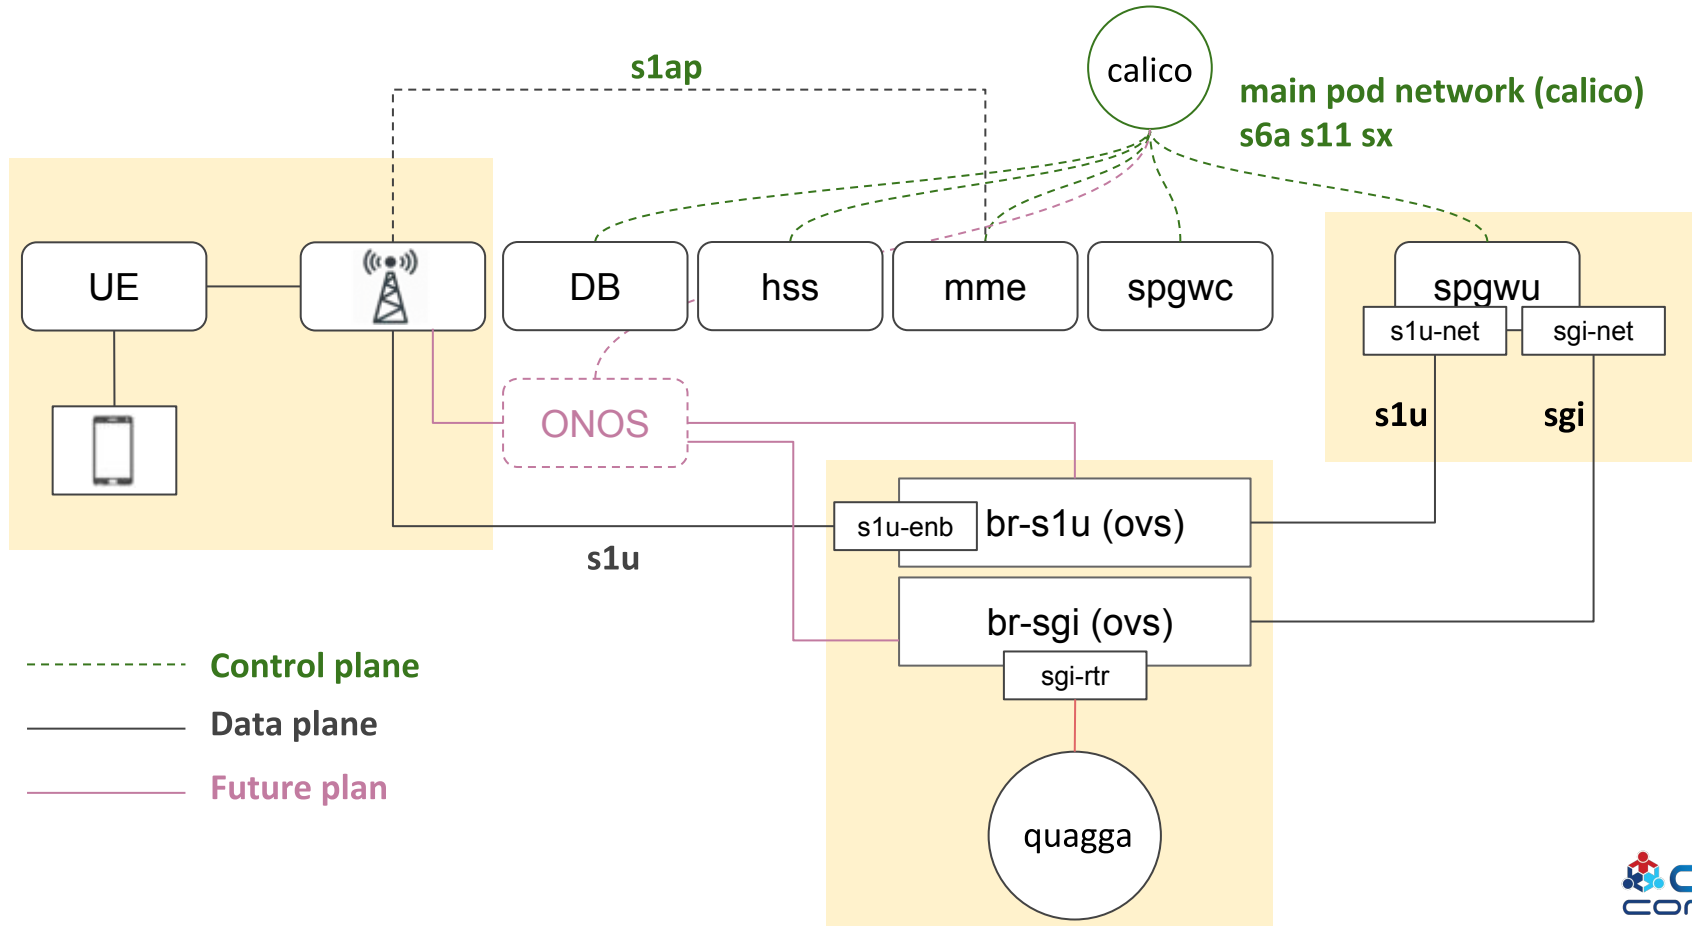 calico
s1ap
main pod network (calico)
s6a s11 sx
UE
DB
hss
mme
spgwc
spgwu
s1u-net
sgi-net
ONOS
s1u
sgi
s1u-enb
br-s1u (ovs)
s1u
br-sgi (ovs)
sgi-rtr
Control plane
Data plane
Future plan
quagga